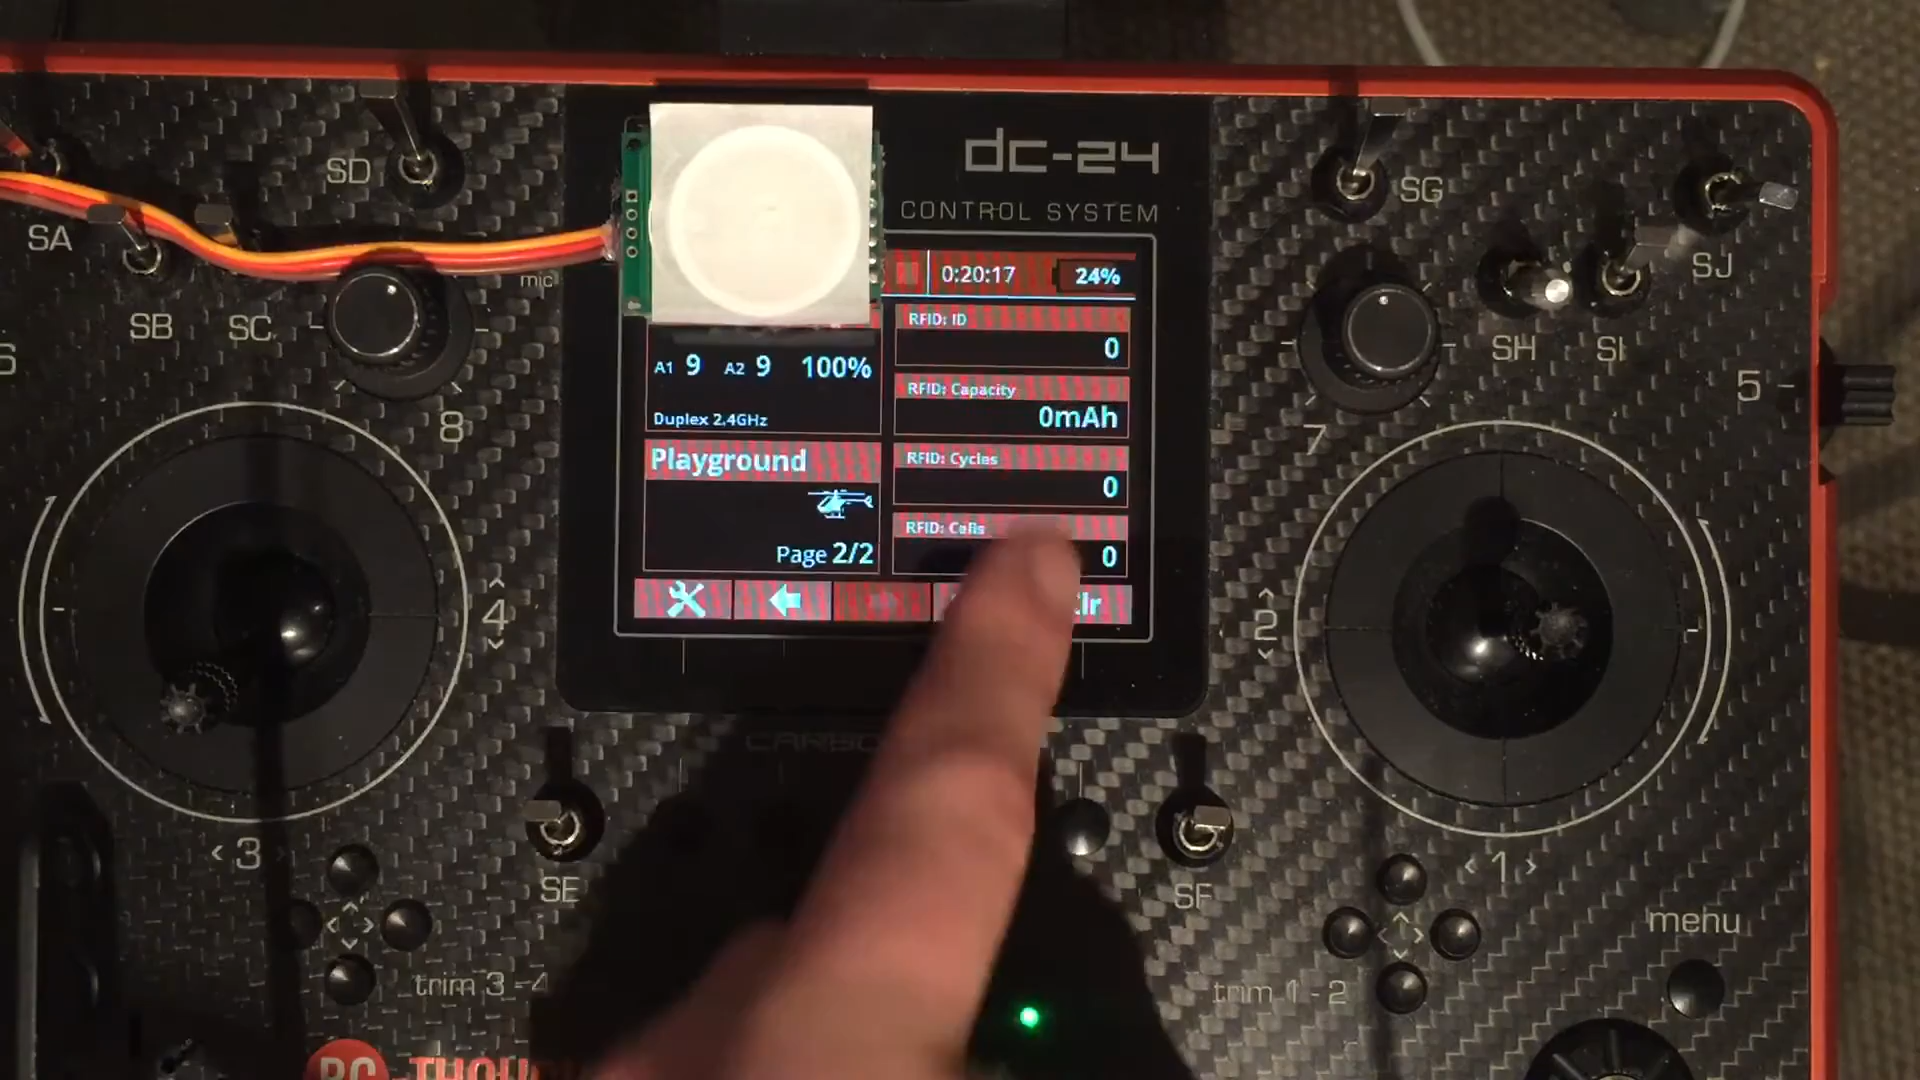 dc-24
CONTROL SYSTEM
SD
SG
SA
SJ
mic
SB
SC
SH
SI
0:20:17
24%
RFID: ID
0
A1 9 A2 9 100%
RFID: Capacity
0mAh
Duplex 2.4GHz
RFID: Cycles
0
Playground
RFID: Cells
0
Page 2/2
6
5
8
7
4
2
3
1
SE
SF
menu
trim 3-4
trim 1-2
RC